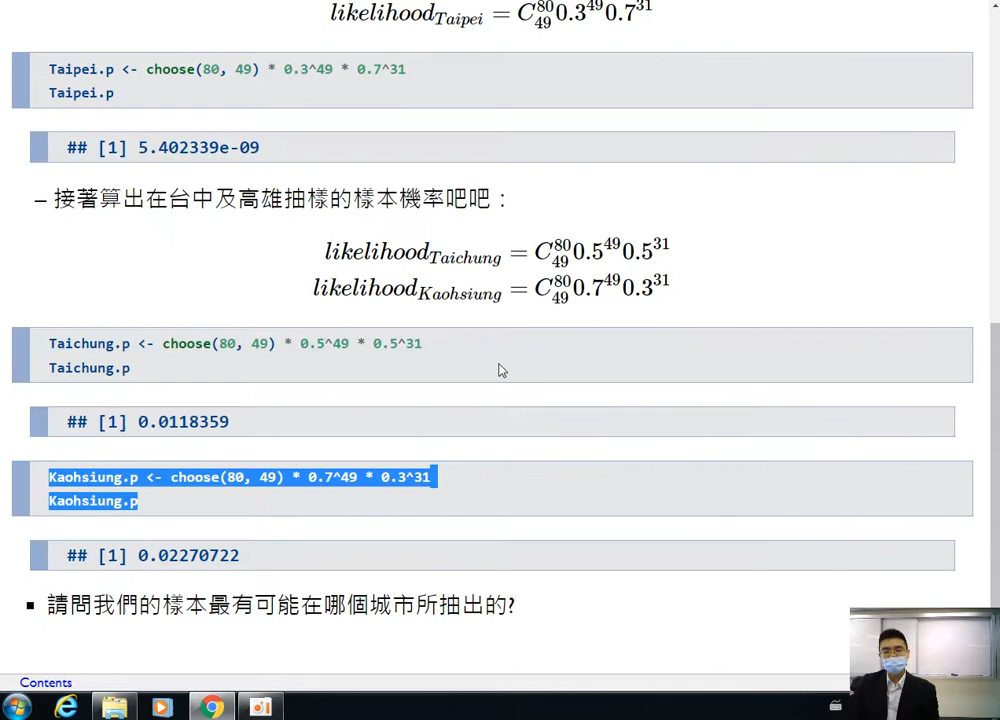 likelihood_Taipei = C^80_49 0.3^49 0.7^31
Taipei.p <- choose(80, 49) * 0.3^49 * 0.7^31
Taipei.p
## [1] 5.402339e-09
– 接著算出在台中及高雄抽樣的樣本機率吧吧：
likelihood_Taichung = C^80_49 0.5^49 0.5^31
likelihood_Kaohsiung = C^80_49 0.7^49 0.3^31
Taichung.p <- choose(80, 49) * 0.5^49 * 0.5^31
Taichung.p
## [1] 0.0118359
Kaohsiung.p <- choose(80, 49) * 0.7^49 * 0.3^31
Kaohsiung.p
## [1] 0.02270722
▪ 請問我們的樣本最有可能在哪個城市所抽出的?
Contents